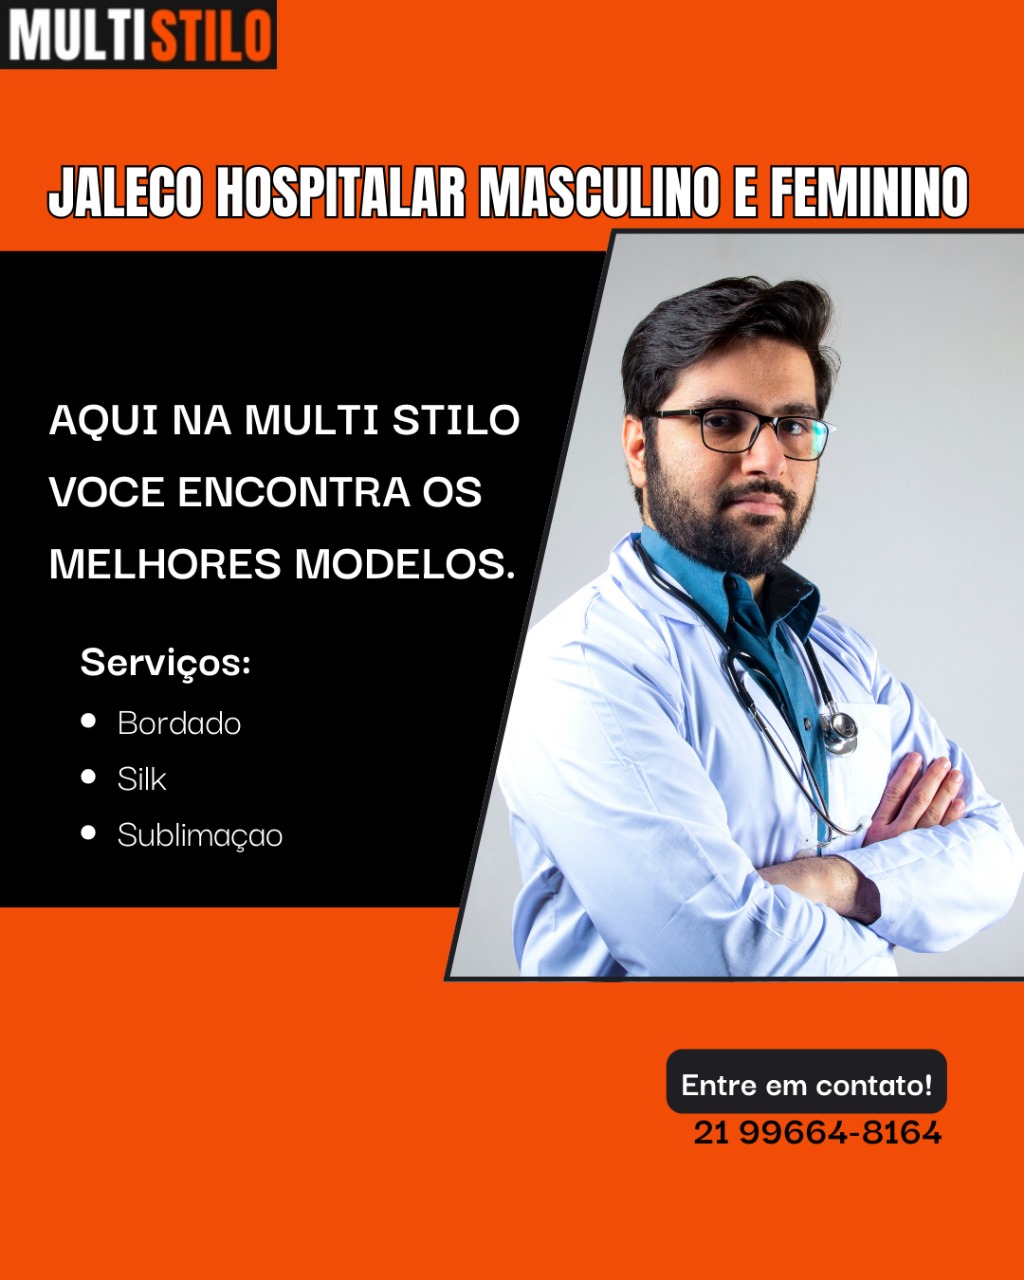 MULTISTILO
JALECO HOSPITALAR MASCULINO E FEMININO
AQUI NA MULTI STILO
VOCE ENCONTRA OS
MELHORES MODELOS.
Serviços:
Bordado
Silk
Sublimaçao
Entre em contato!
21 99664-8164